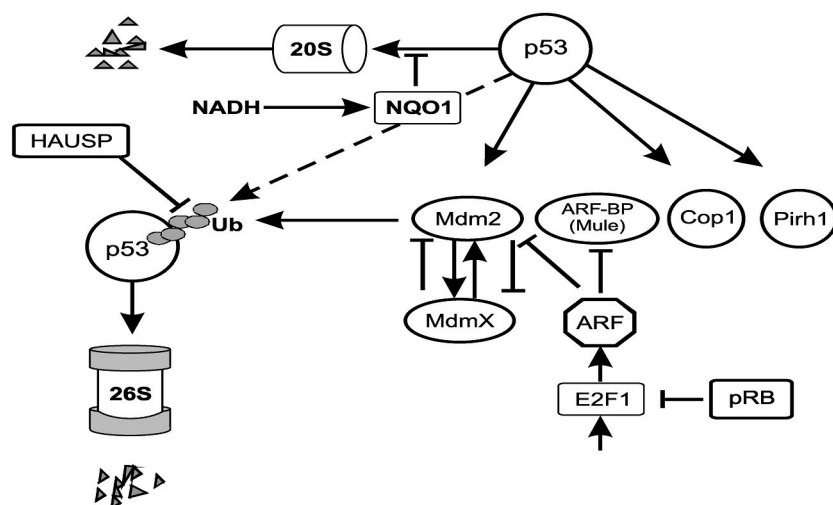 20S
p53
NADH
NQO1
HAUSP
Ub
p53
Mdm2
ARF-BP
(Mule)
Cop1
Pirh1
MdmX
ARF
26S
E2F1
pRB